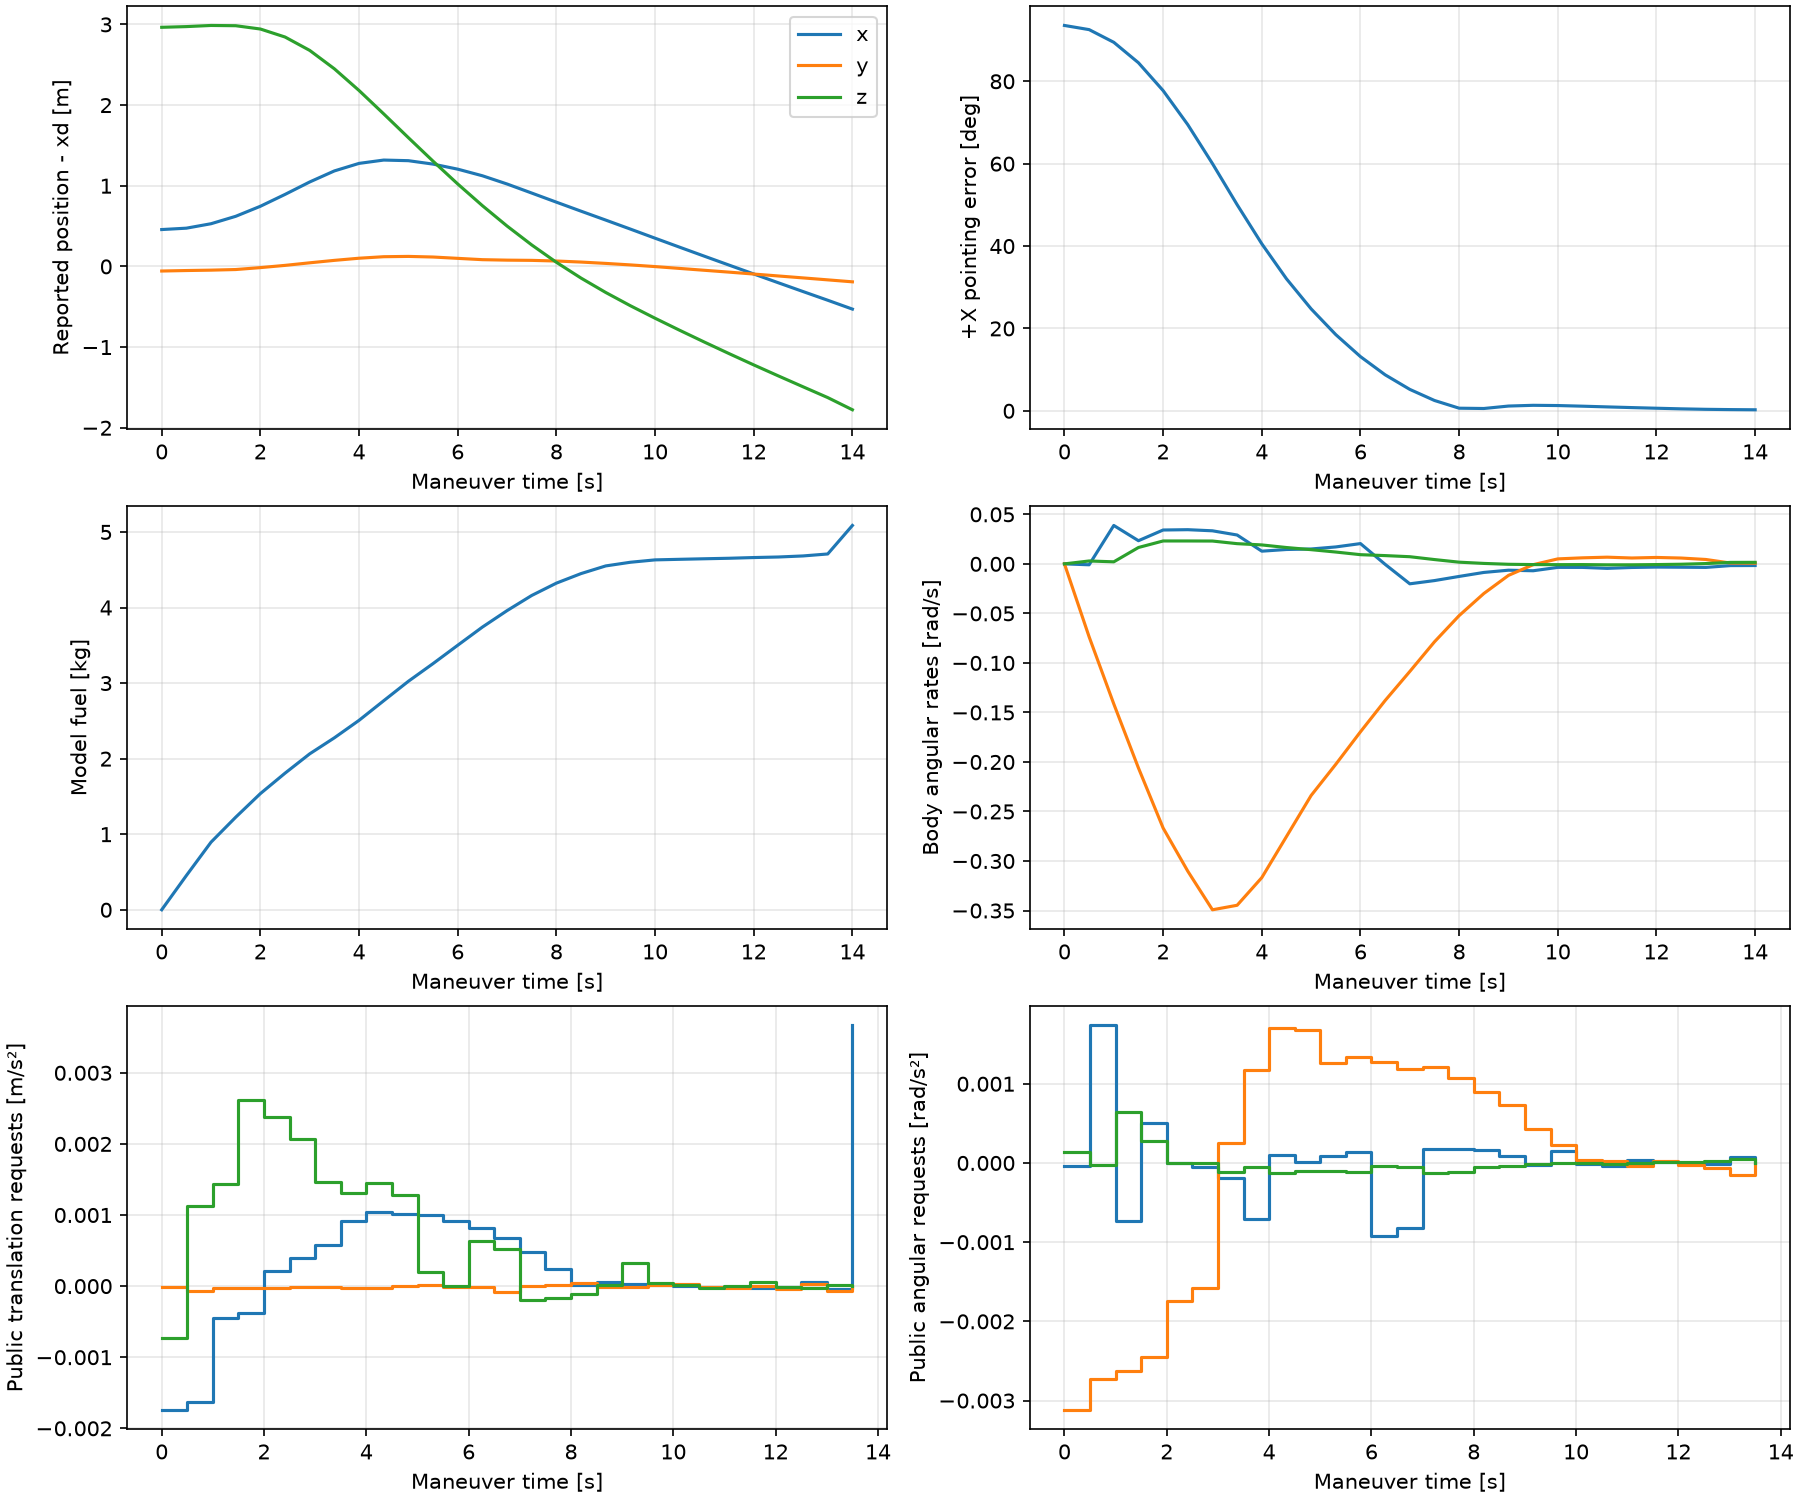 Reported position - xd [m]
3
2
1
0
−1
−2
x
y
z
0 2 4 6 8 10 12 14
Maneuver time [s]
+X pointing error [deg]
80
60
40
20
0
0 2 4 6 8 10 12 14
Maneuver time [s]
Model fuel [kg]
5
4
3
2
1
0
0 2 4 6 8 10 12 14
Maneuver time [s]
Body angular rates [rad/s]
0.05
0.00
−0.05
−0.10
−0.15
−0.20
−0.25
−0.30
−0.35
0 2 4 6 8 10 12 14
Maneuver time [s]
Public translation requests [m/s²]
0.003
0.002
0.001
0.000
−0.001
−0.002
0 2 4 6 8 10 12 14
Maneuver time [s]
Public angular requests [rad/s²]
0.001
0.000
−0.001
−0.002
−0.003
0 2 4 6 8 10 12 14
Maneuver time [s]